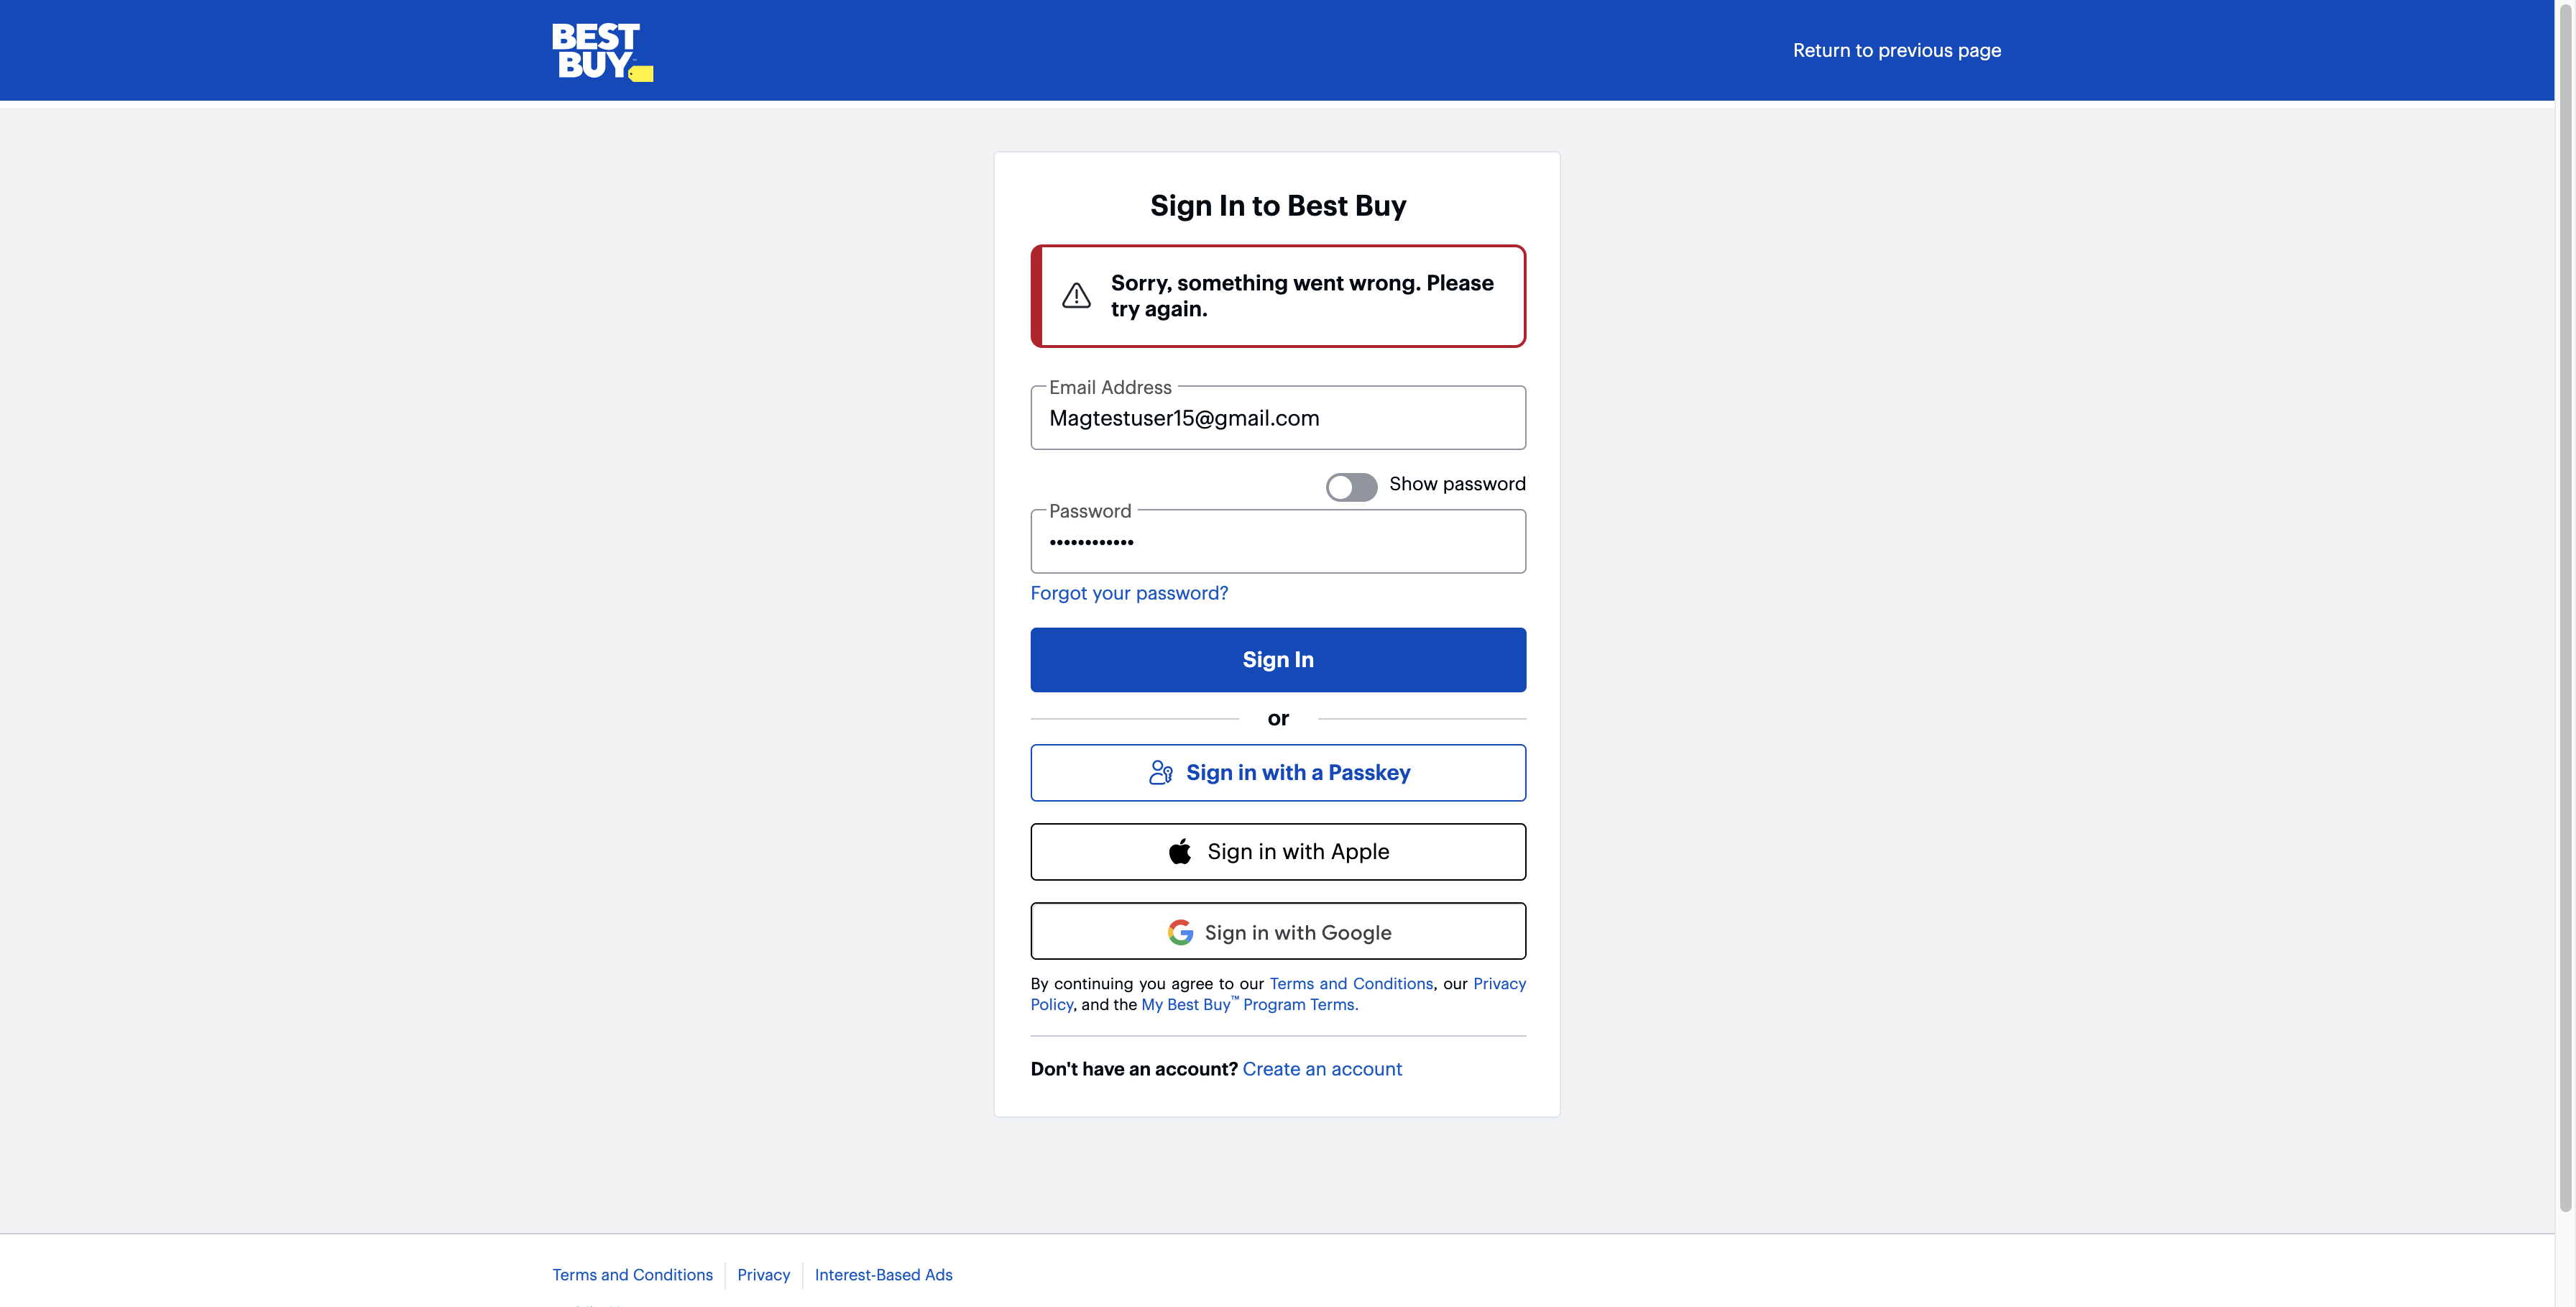 BEST
BUY
Return to previous page
Sign In to Best Buy
Sorry, something went wrong. Please
try again.
Email Address
Magtestuser15@gmail.com
Show password
Password
••••••••••••
Forgot your password?
Sign In
or
Sign in with a Passkey
Sign in with Apple
Sign in with Google
By continuing you agree to our Terms and Conditions, our Privacy
Policy, and the My Best Buy™ Program Terms.
Don't have an account? Create an account
Terms and Conditions
Privacy
Interest-Based Ads